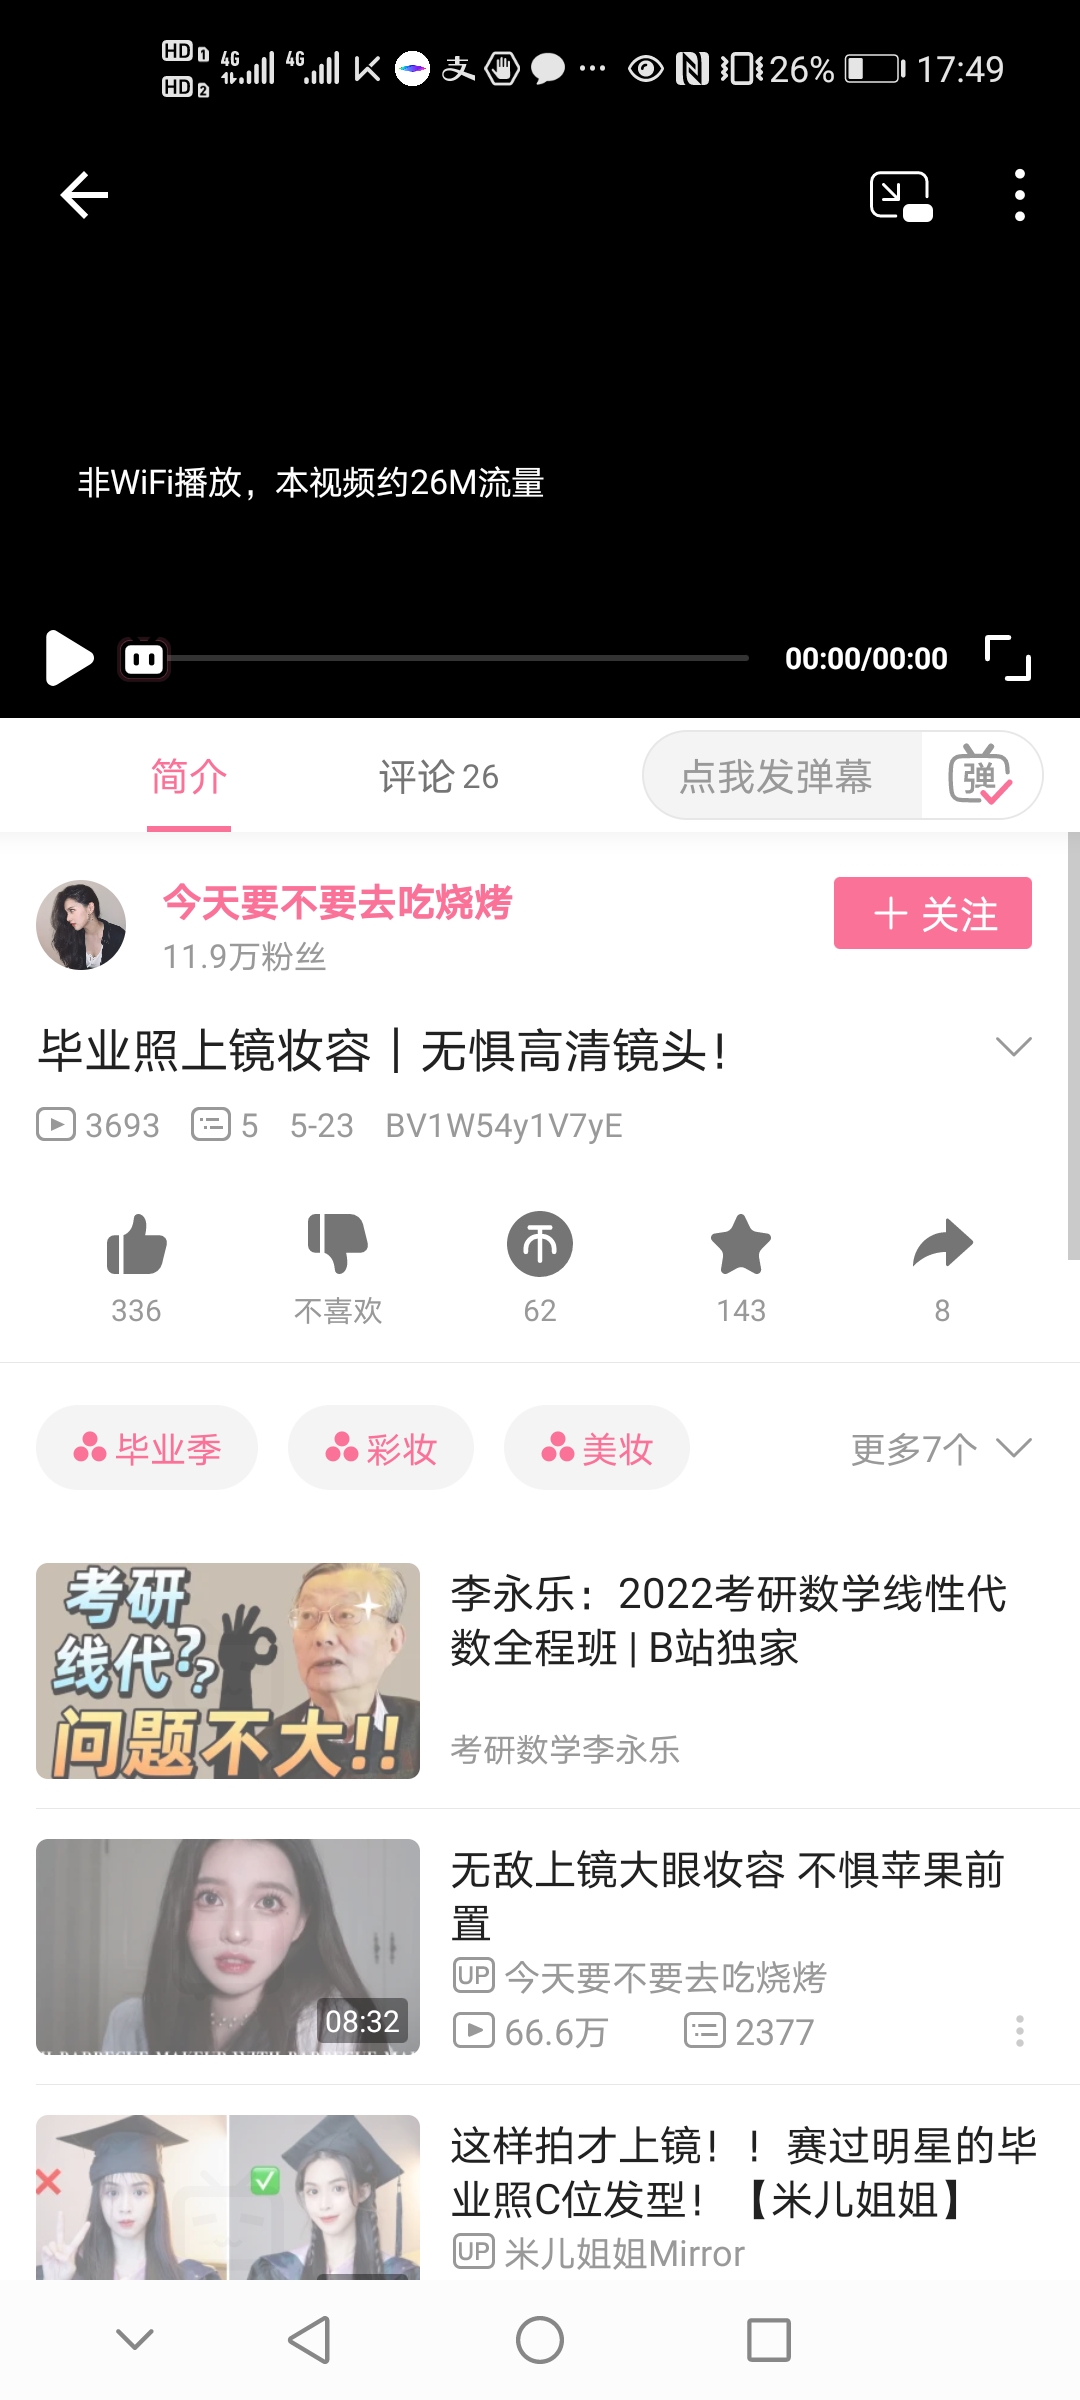 HD 1 4G 4G 支 26% 17:49
HD 2
非WiFi播放，本视频约26M流量
00:00/00:00
简介 评论 26 点我发弹幕 弹
今天要不要去吃烧烤
11.9万粉丝
＋ 关注
毕业照上镜妆容｜无惧高清镜头！
3693 5 5-23 BV1W54y1V7yE
336 不喜欢 62 143 8
毕业季 彩妆 美妆 更多7个
考研
线代??
问题不大!!
李永乐：2022考研数学线性代
数全程班 | B站独家
考研数学李永乐
08:32
无敌上镜大眼妆容 不惧苹果前
置
UP 今天要不要去吃烧烤
66.6万 2377
这样拍才上镜！！赛过明星的毕
业照C位发型！【米儿姐姐】
UP 米儿姐姐Mirror